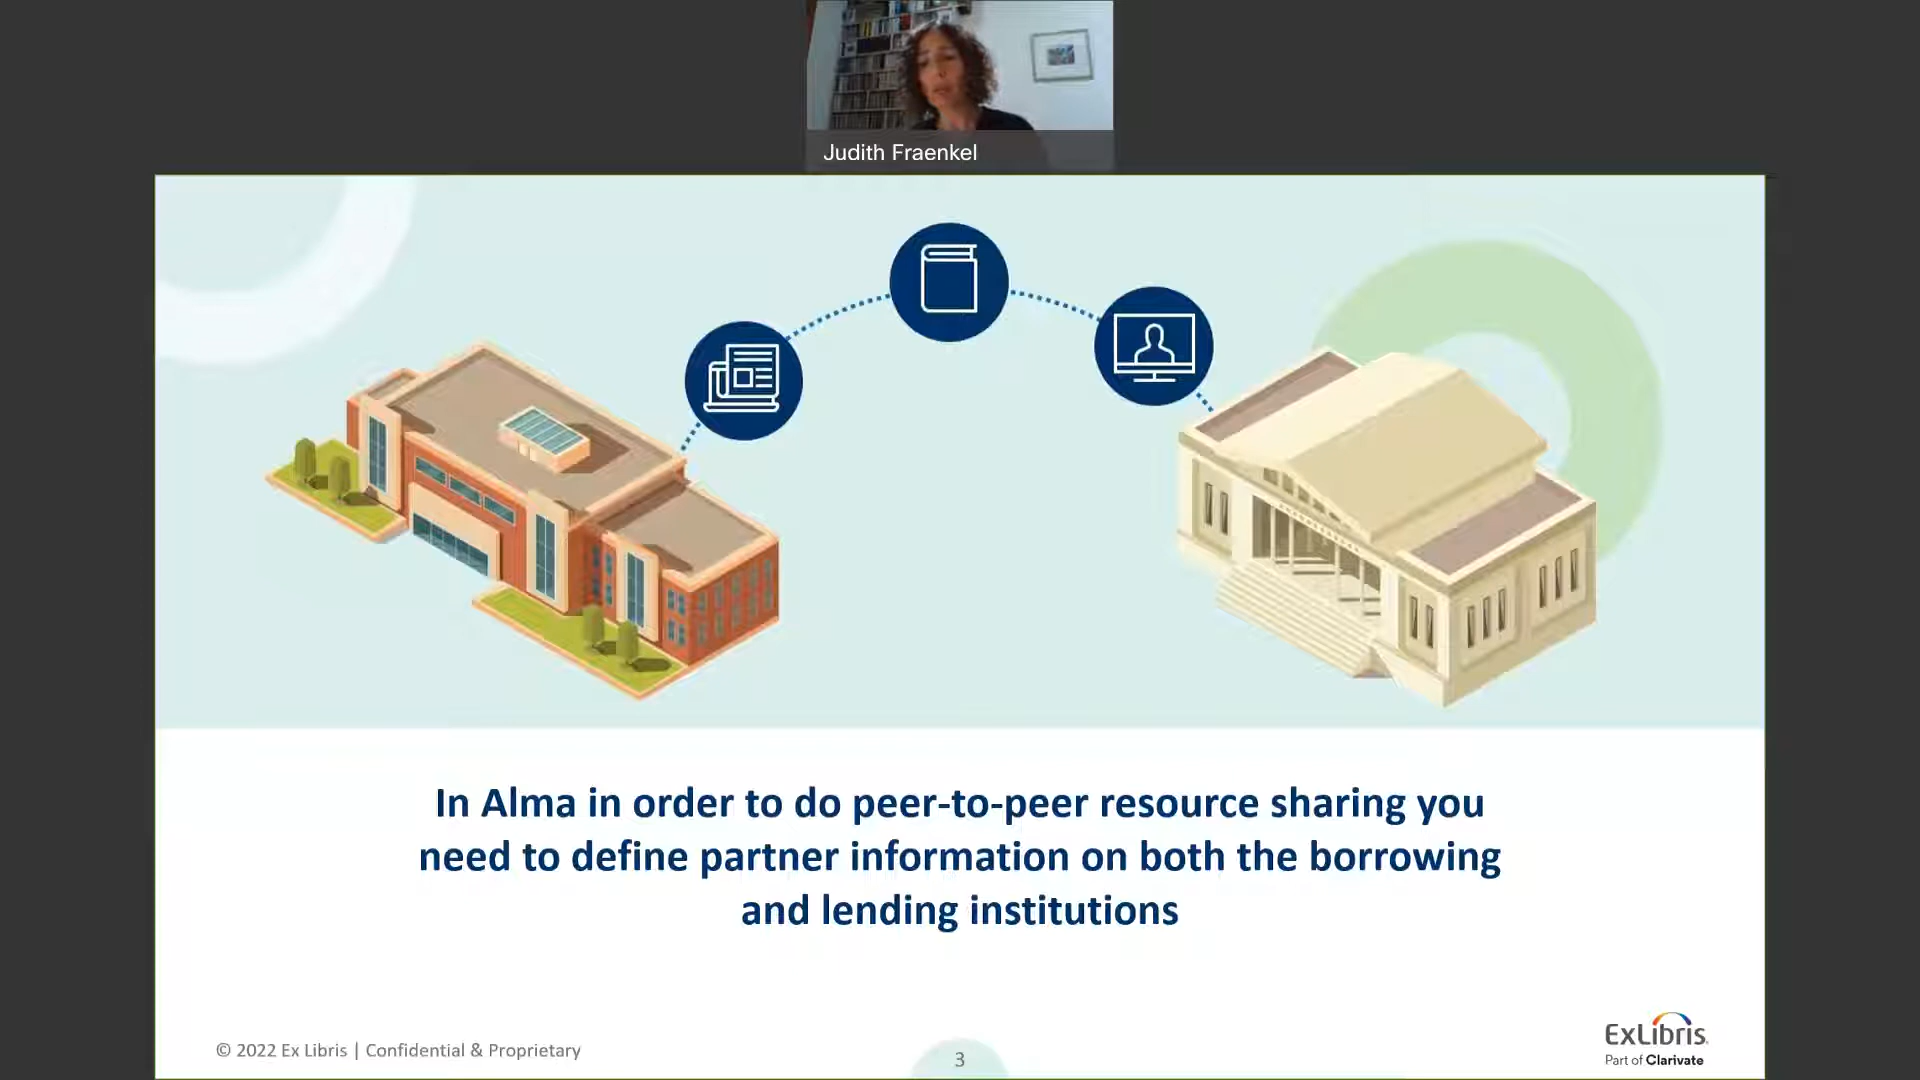 Judith Fraenkel
In Alma in order to do peer-to-peer resource sharing you
need to define partner information on both the borrowing
and lending institutions
© 2022 Ex Libris | Confidential & Proprietary
3
ExLibris
Part of Clarivate